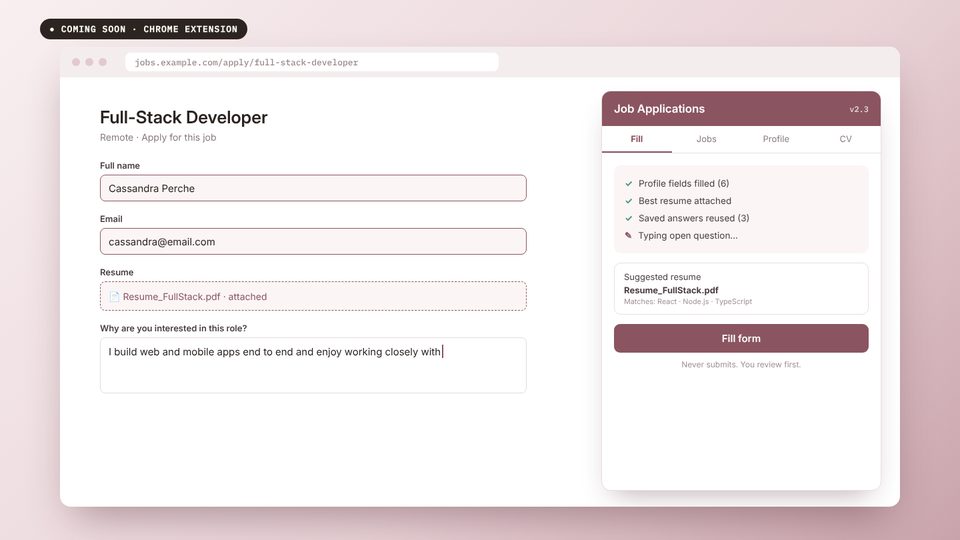 • COMING SOON · CHROME EXTENSION
jobs.example.com/apply/full-stack-developer
Full-Stack Developer
Remote · Apply for this job
Full name
Cassandra Perche
Email
cassandra@email.com
Resume
📄 Resume_FullStack.pdf · attached
Why are you interested in this role?
I build web and mobile apps end to end and enjoy working closely with
Job Applications v2.3
Fill Jobs Profile CV
✓ Profile fields filled (6)
✓ Best resume attached
✓ Saved answers reused (3)
✎ Typing open question...
Suggested resume
Resume_FullStack.pdf
Matches: React · Node.js · TypeScript
Fill form
Never submits. You review first.